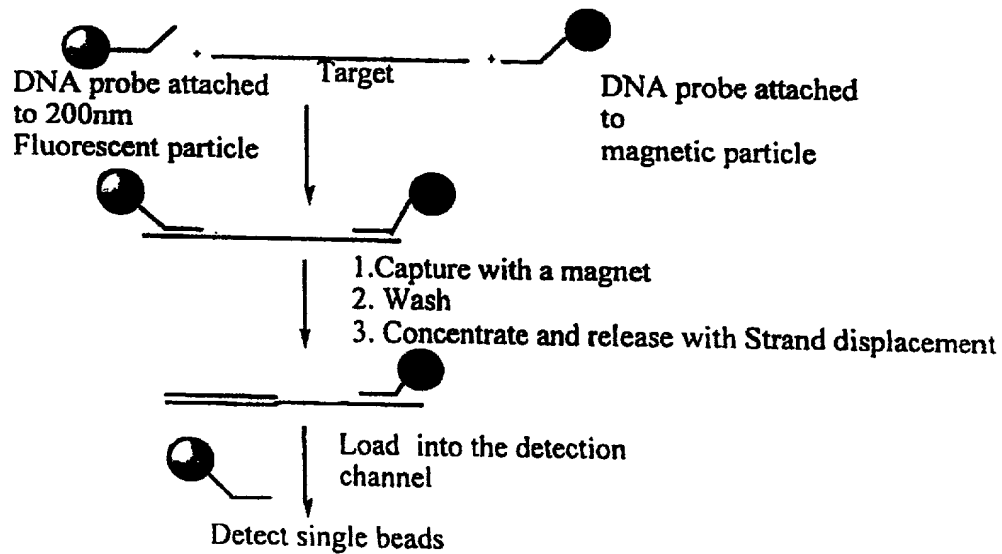 Target
DNA probe attached
to 200nm
Fluorescent particle
DNA probe attached
to
magnetic particle
1.Capture with a magnet
2. Wash
3. Concentrate and release with Strand displacement
Load into the detection
channel
Detect single beads